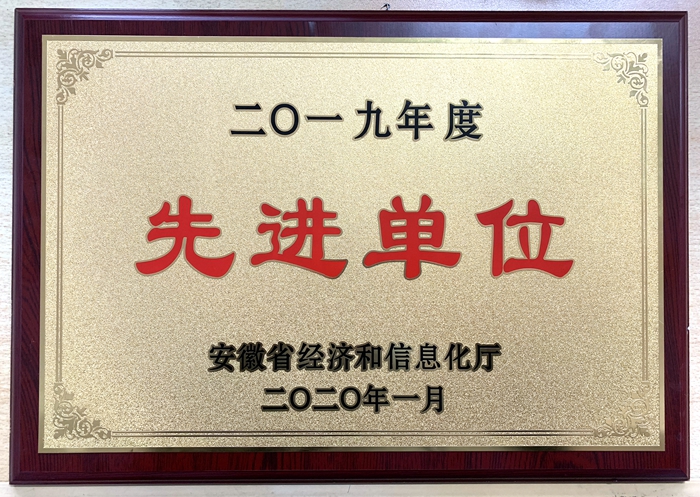 二〇一九年度
先进单位
安徽省经济和信息化厅
二〇二〇年一月